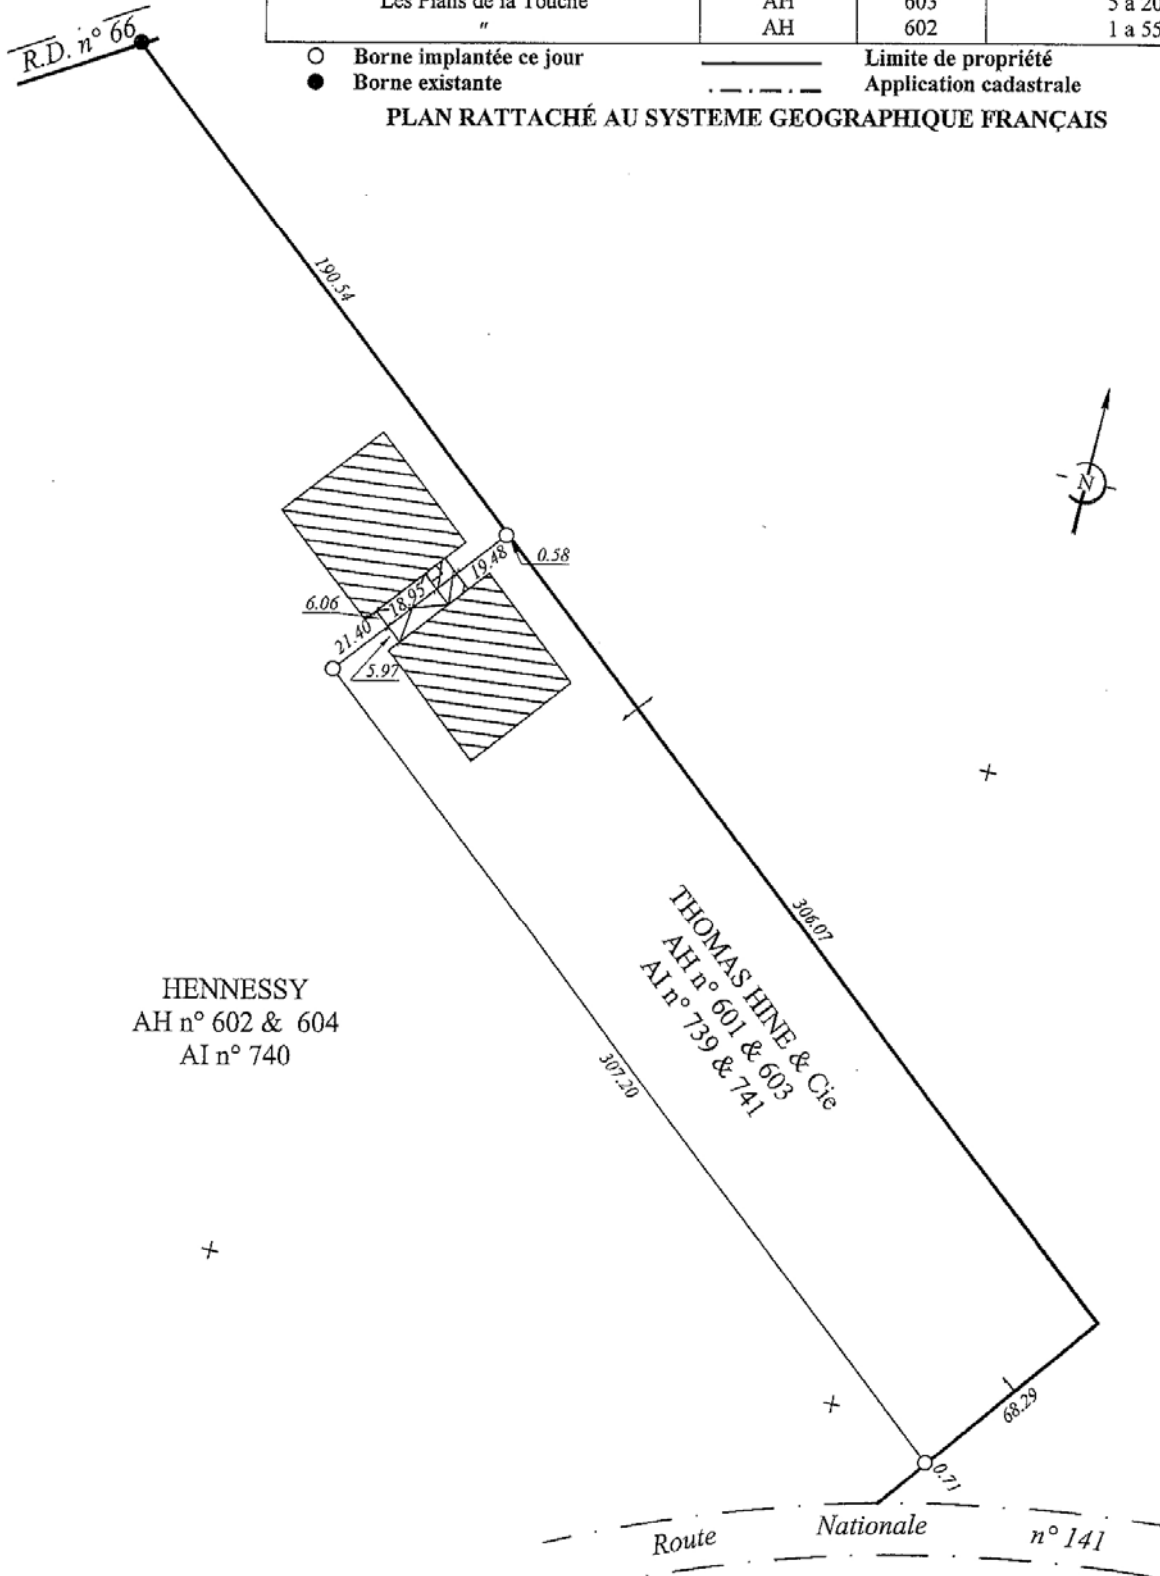 Les Plans de la Touche AH 603 5 a 20
" AH 602 1 a 55
R.D. n° 66
Borne implantée ce jour
Limite de propriété
Borne existante
Application cadastrale
PLAN RATTACHÉ AU SYSTEME GEOGRAPHIQUE FRANÇAIS
190.54
N
19.48
0.58
18.95
6.06
21.40
5.97
306.07
THOMAS HINE & Cie
AH n° 601 & 603
AI n° 739 & 741
HENNESSY
AH n° 602 & 604
AI n° 740
307.20
68.29
0.71
Route Nationale n° 141